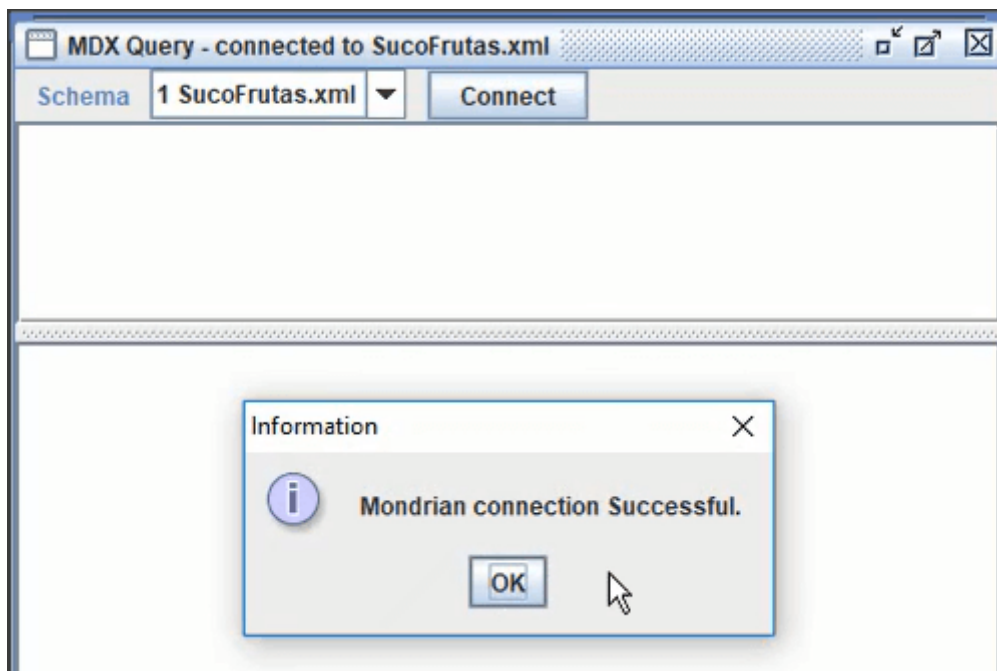 MDX Query - connected to SucoFrutas.xml
Schema 1 SucoFrutas.xml Connect
Information
i Mondrian connection Successful.
OK